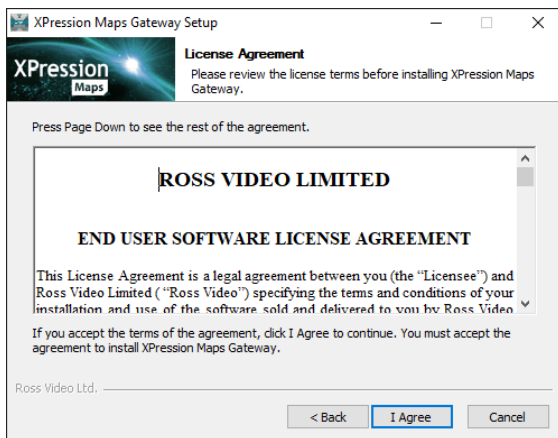 XPression Maps Gateway Setup
XPression
Maps
License Agreement
Please review the license terms before installing XPression Maps
Gateway.
Press Page Down to see the rest of the agreement.
ROSS VIDEO LIMITED
END USER SOFTWARE LICENSE AGREEMENT
This License Agreement is a legal agreement between you (the “Licensee”) and
Ross Video Limited ( “Ross Video”) specifying the terms and conditions of your
installation and use of the software sold and delivered to you by Ross Video
If you accept the terms of the agreement, click I Agree to continue. You must accept the
agreement to install XPression Maps Gateway.
Ross Video Ltd.
< Back
I Agree
Cancel